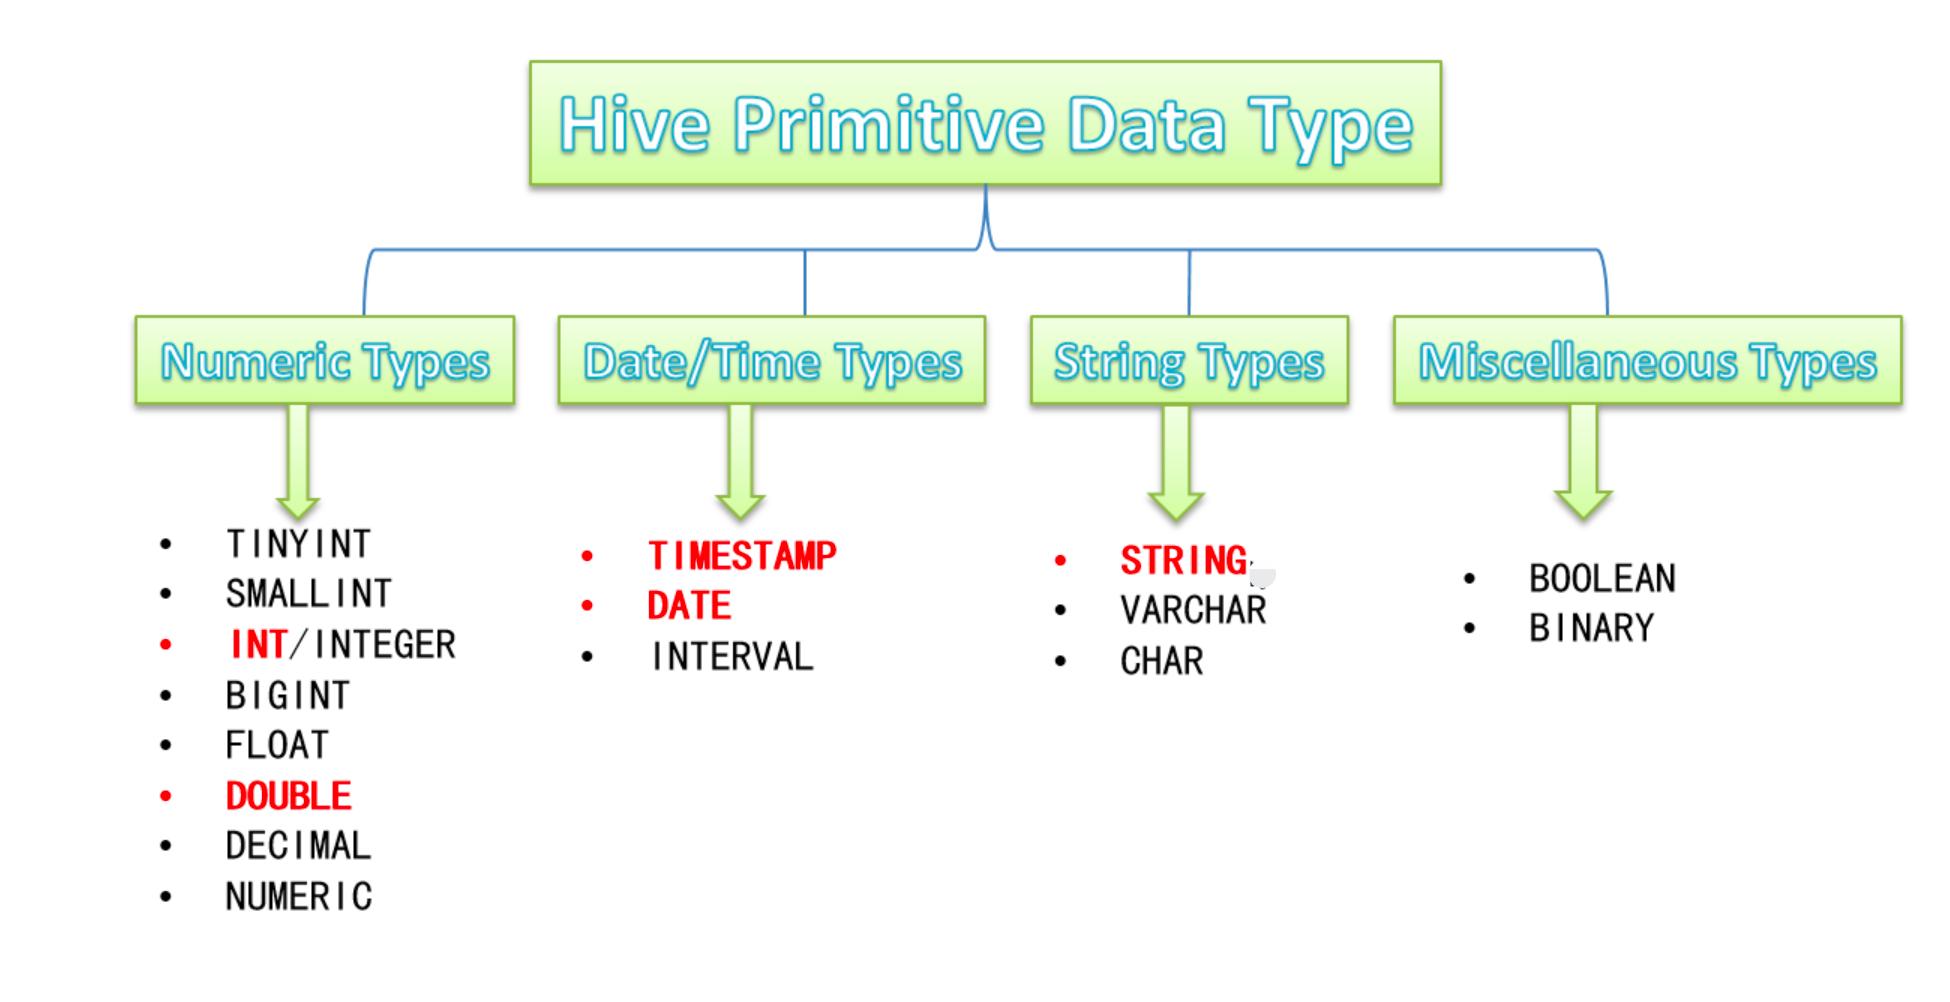 Hive Primitive Data Type
Numeric Types
• TINYINT
• SMALLINT
• INT/INTEGER
• BIGINT
• FLOAT
• DOUBLE
• DECIMAL
• NUMERIC
Date/Time Types
• TIMESTAMP
• DATE
• INTERVAL
String Types
• STRING
• VARCHAR
• CHAR
Miscellaneous Types
• BOOLEAN
• BINARY